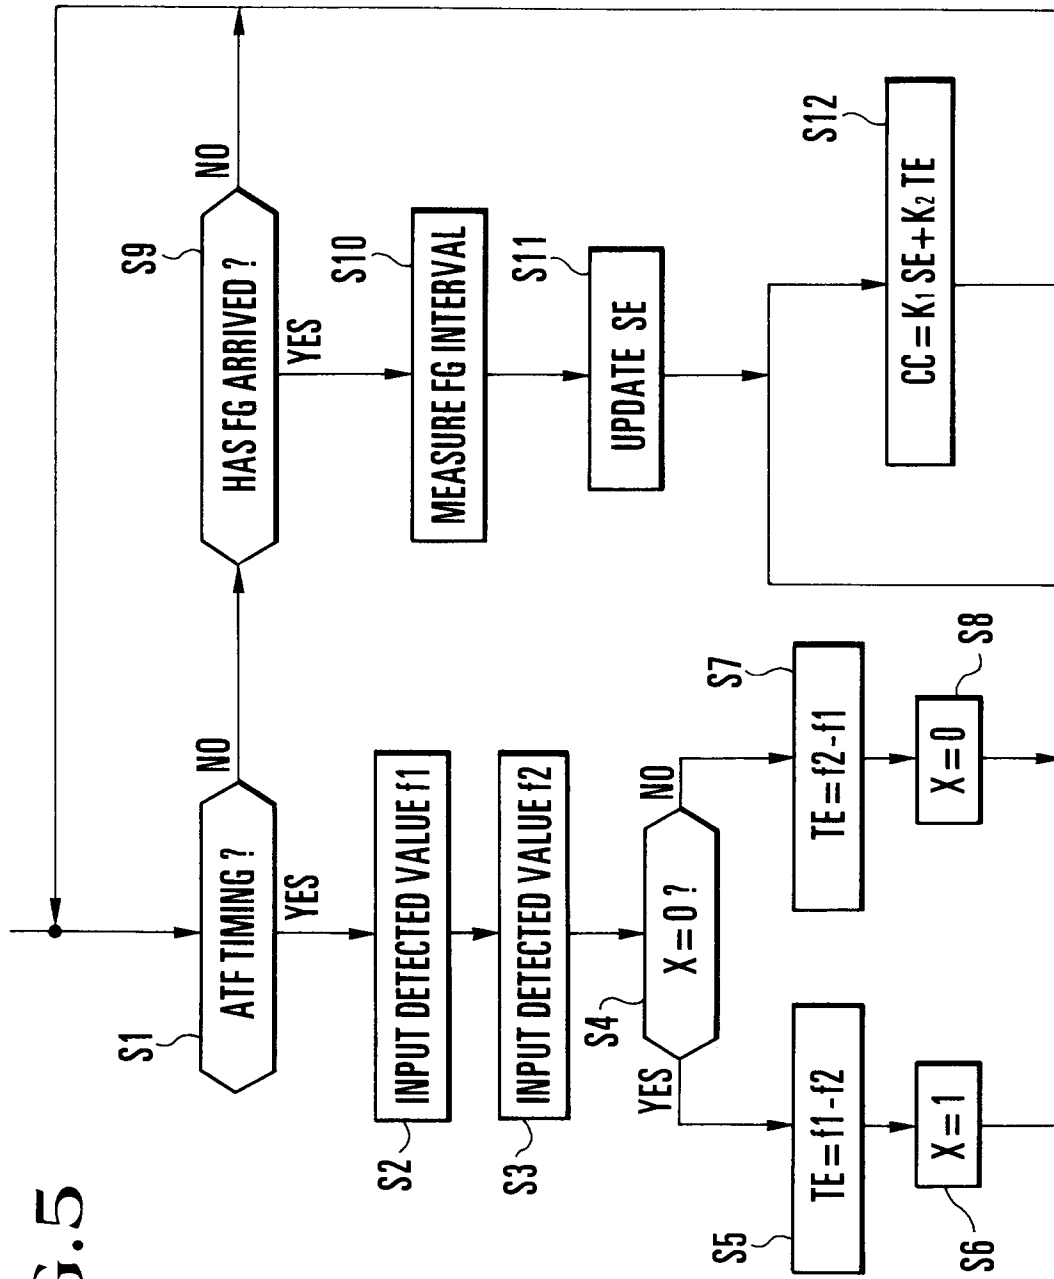 G.5
S1
ATF TIMING ?
NO
YES
S2
INPUT DETECTED VALUE f1
S3
INPUT DETECTED VALUE f2
S4
X = 0 ?
YES
NO
S5
TE = f1-f2
S6
X = 1
S7
TE = f2-f1
S8
X = 0
S9
HAS FG ARRIVED ?
NO
YES
S10
MEASURE FG INTERVAL
S11
UPDATE SE
S12
CC = K₁ SE+K₂ TE